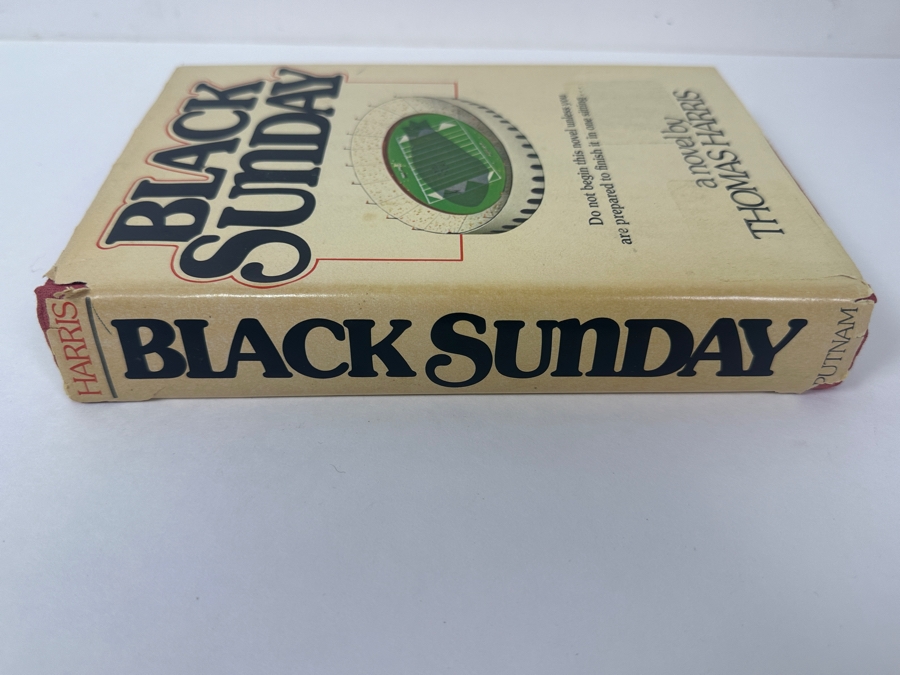 BLACK
SUNDAY
Do not begin this novel unless you
are prepared to finish it in one sitting...
a novel by
THOMAS HARRIS
HARRIS
BLACK SUNDAY
PUTNAM